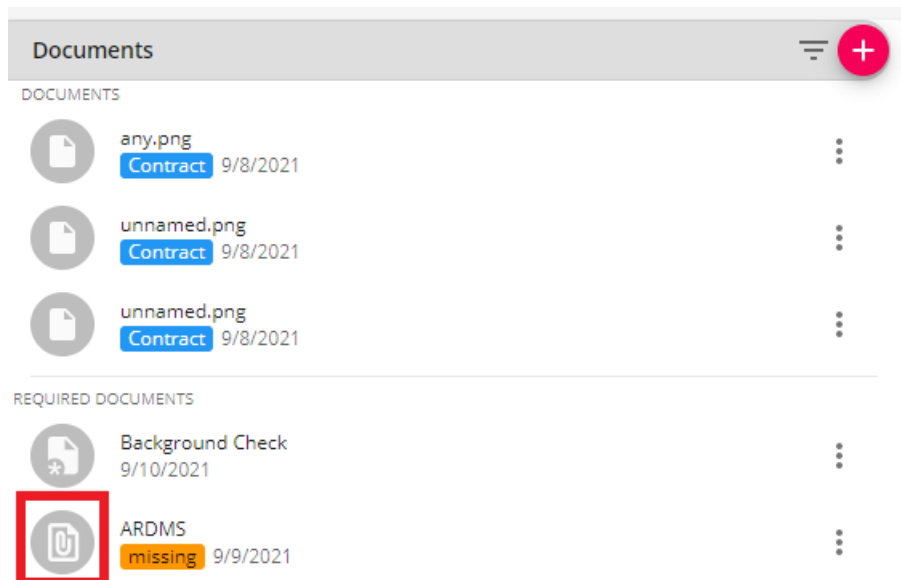 Documents
DOCUMENTS
any.png
Contract 9/8/2021
unnamed.png
Contract 9/8/2021
unnamed.png
Contract 9/8/2021
REQUIRED DOCUMENTS
Background Check
9/10/2021
ARDMS
missing 9/9/2021